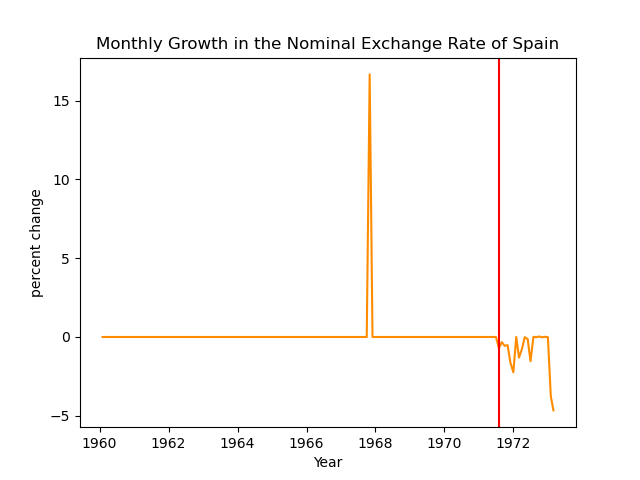 Monthly Growth in the Nominal Exchange Rate of Spain
percent change
15
10
5
0
−5
1960 1962 1964 1966 1968 1970 1972
Year